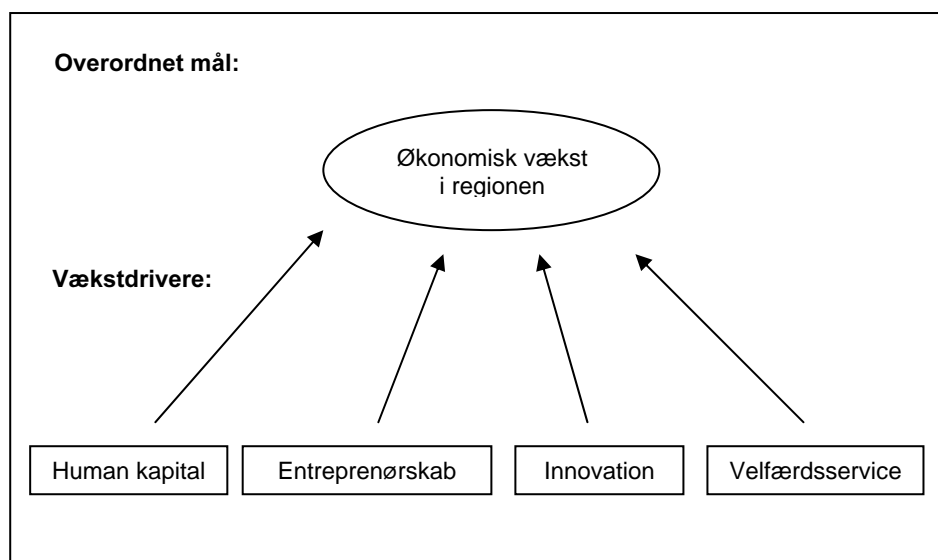 Overordnet mål:
Økonomisk vækst
i regionen
Vækstdrivere:
Human kapital
Entreprenørskab
Innovation
Velfærdsservice